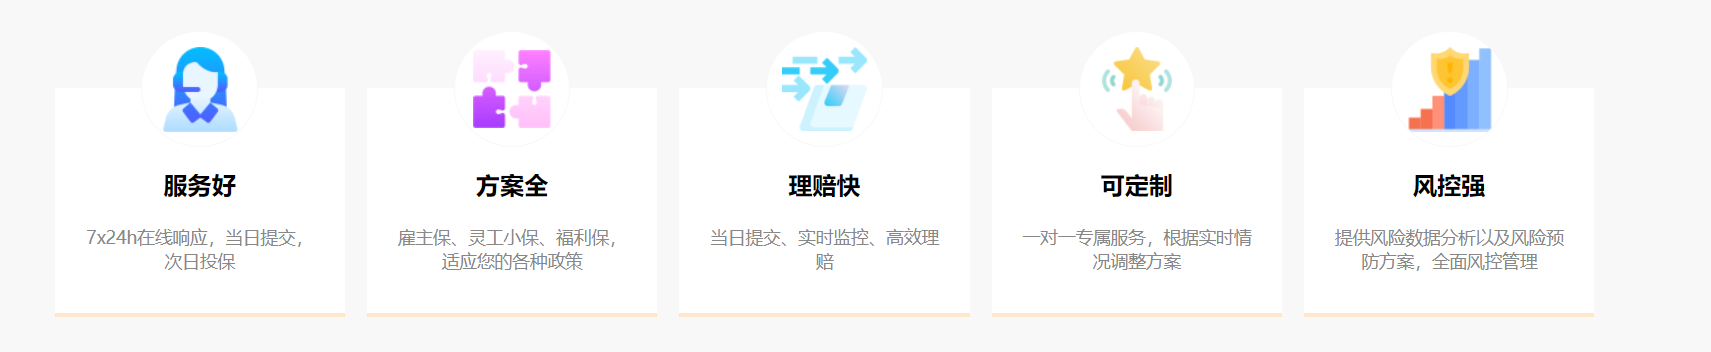 服务好
7x24h在线响应，当日提交，
次日投保
方案全
雇主保、灵工小保、福利保，
适应您的各种政策
理赔快
当日提交、实时监控、高效理
赔
可定制
一对一专属服务，根据实时情
况调整方案
风控强
提供风险数据分析以及风险预
防方案，全面风控管理